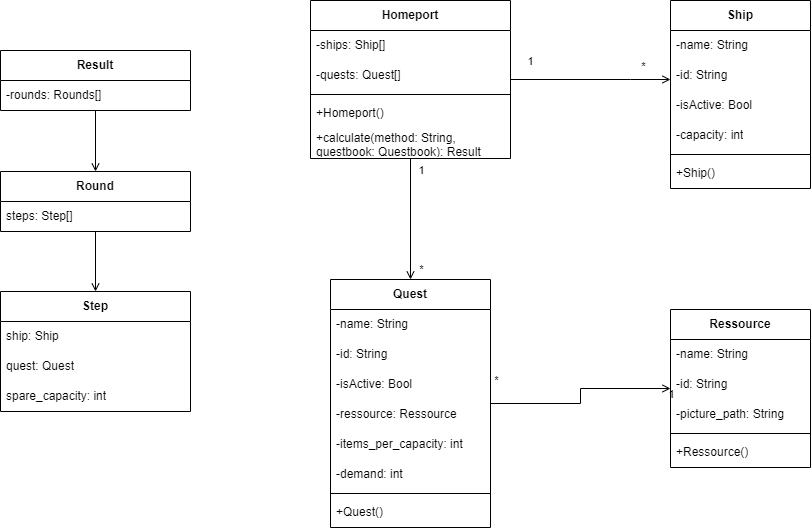 Result
-rounds: Rounds[]
Round
steps: Step[]
Step
ship: Ship
quest: Quest
spare_capacity: int
Homeport
-ships: Ship[]
-quests: Quest[]
+Homeport()
+calculate(method: String,
questbook: Questbook): Result
1
*
1
*
Ship
-name: String
-id: String
-isActive: Bool
-capacity: int
+Ship()
Quest
-name: String
-id: String
-isActive: Bool
-ressource: Ressource
-items_per_capacity: int
-demand: int
+Quest()
*
1
Ressource
-name: String
-id: String
-picture_path: String
+Ressource()